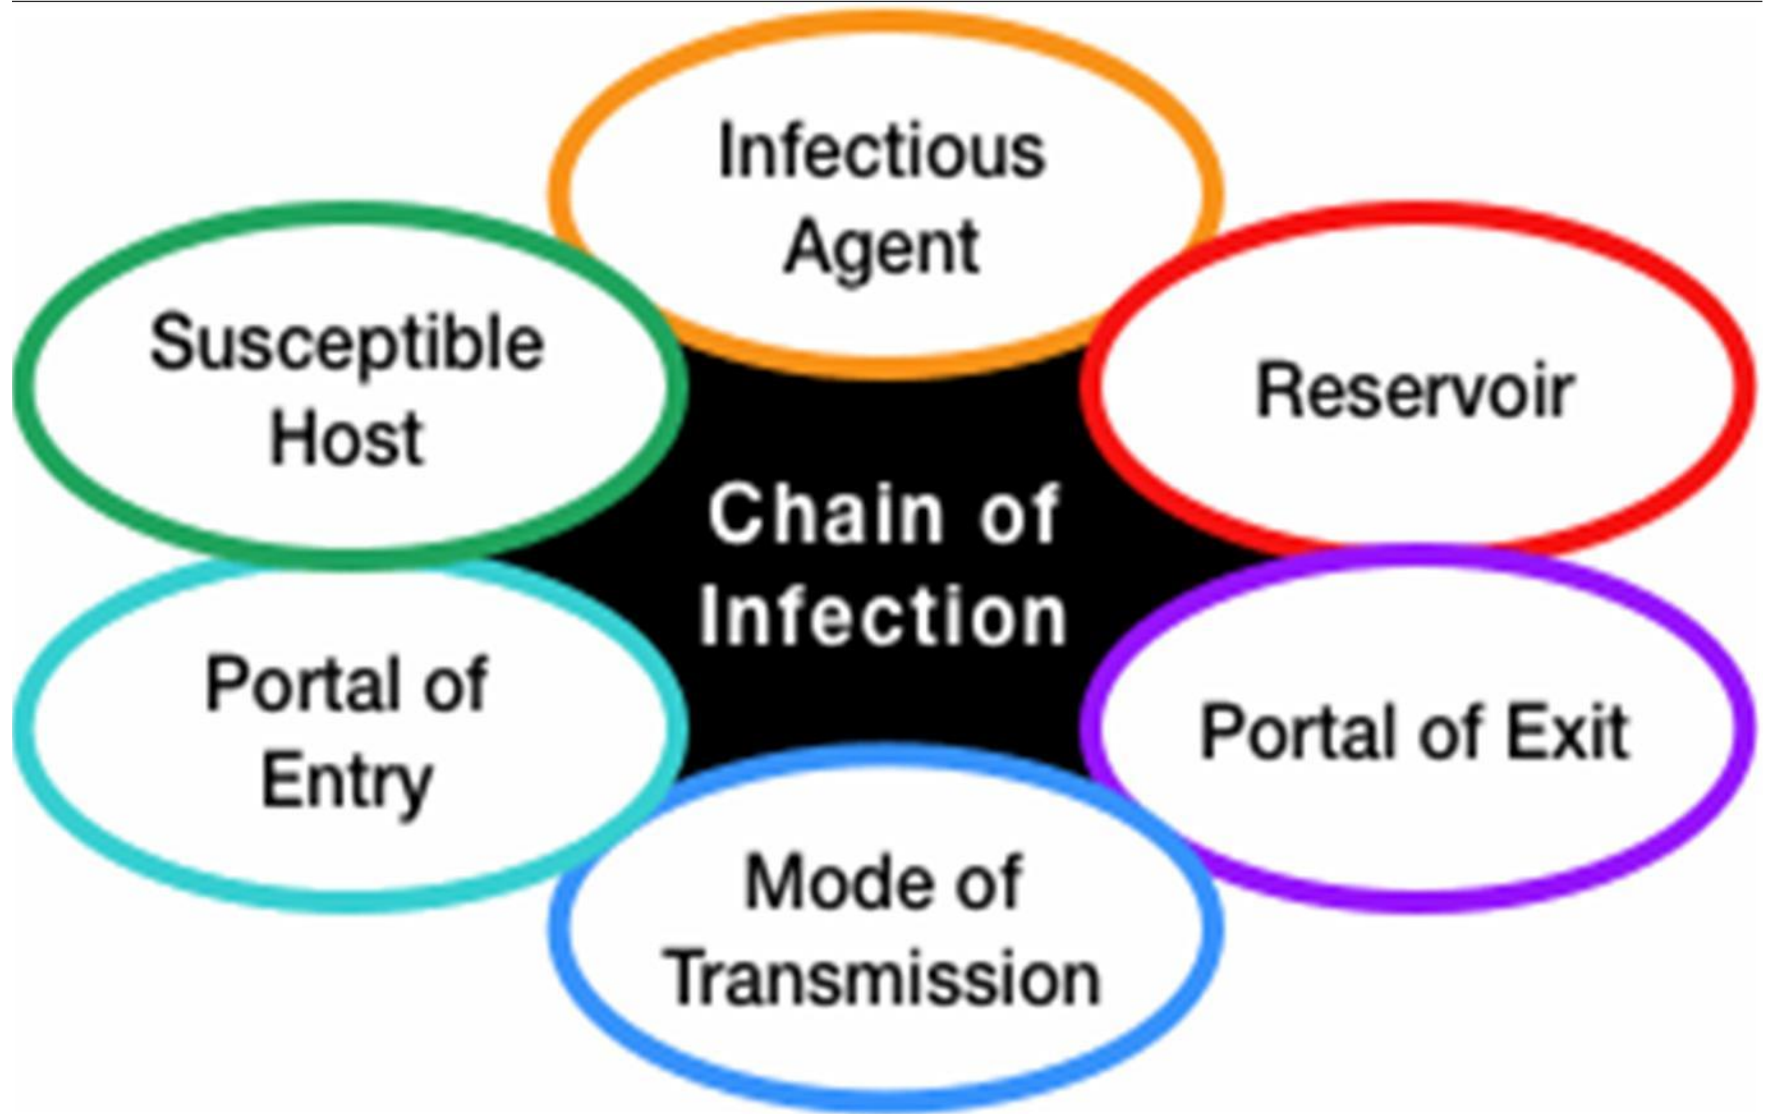 Infectious
Agent
Reservoir
Portal of Exit
Mode of
Transmission
Portal of
Entry
Susceptible
Host
Chain of
Infection